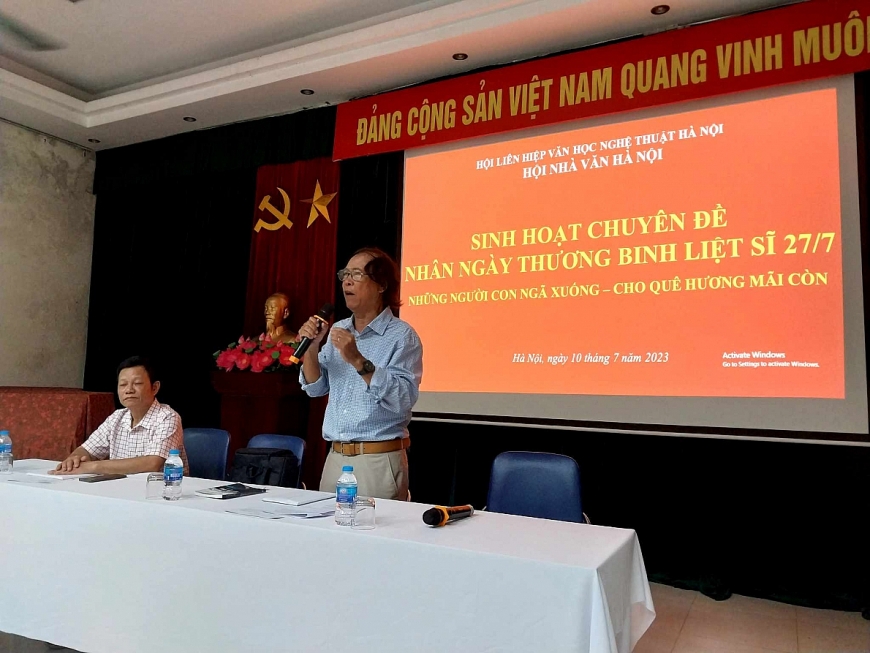 ĐẢNG CỘNG SẢN VIỆT NAM QUANG VINH MUÔ
HỘI LIÊN HIỆP VĂN HỌC NGHỆ THUẬT HÀ NỘI
HỘI NHÀ VĂN HÀ NỘI
SINH HOẠT CHUYÊN ĐỀ
NHÂN NGÀY THƯƠNG BINH LIỆT SĨ 27/7
NHỮNG NGƯỜI CON NGÃ XUỐNG – CHO QUÊ HƯƠNG MÃI CÒN
Hà Nội, ngày 10 tháng 7 năm 2023
Activate Windows
Go to Settings to activate Windows.